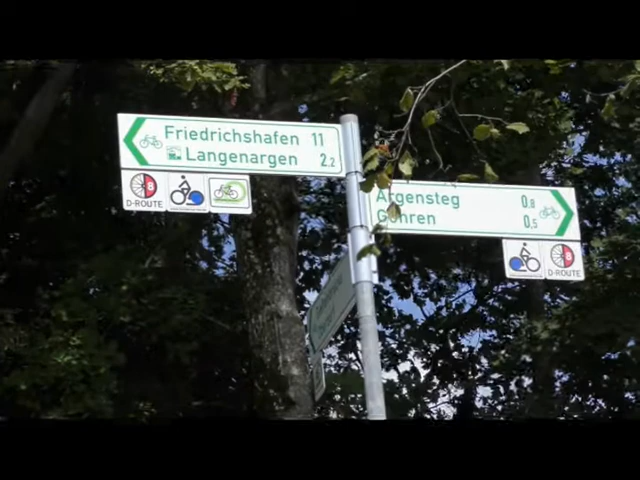 Friedrichshafen 11
Langenargen 2,2
8
D-ROUTE
Argensteg 0,8
Gohren 0,5
8
D-ROUTE